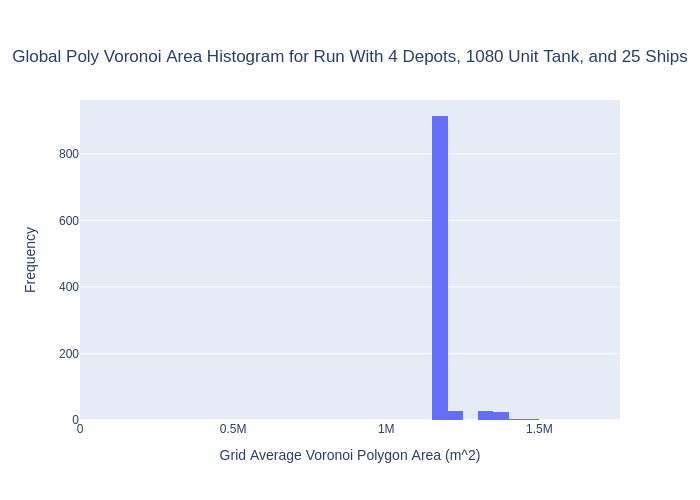 Global Poly Voronoi Area Histogram for Run With 4 Depots, 1080 Unit Tank, and 25 Ships
800
600
400
200
0
0 0.5M 1M 1.5M
Frequency
Grid Average Voronoi Polygon Area (m^2)